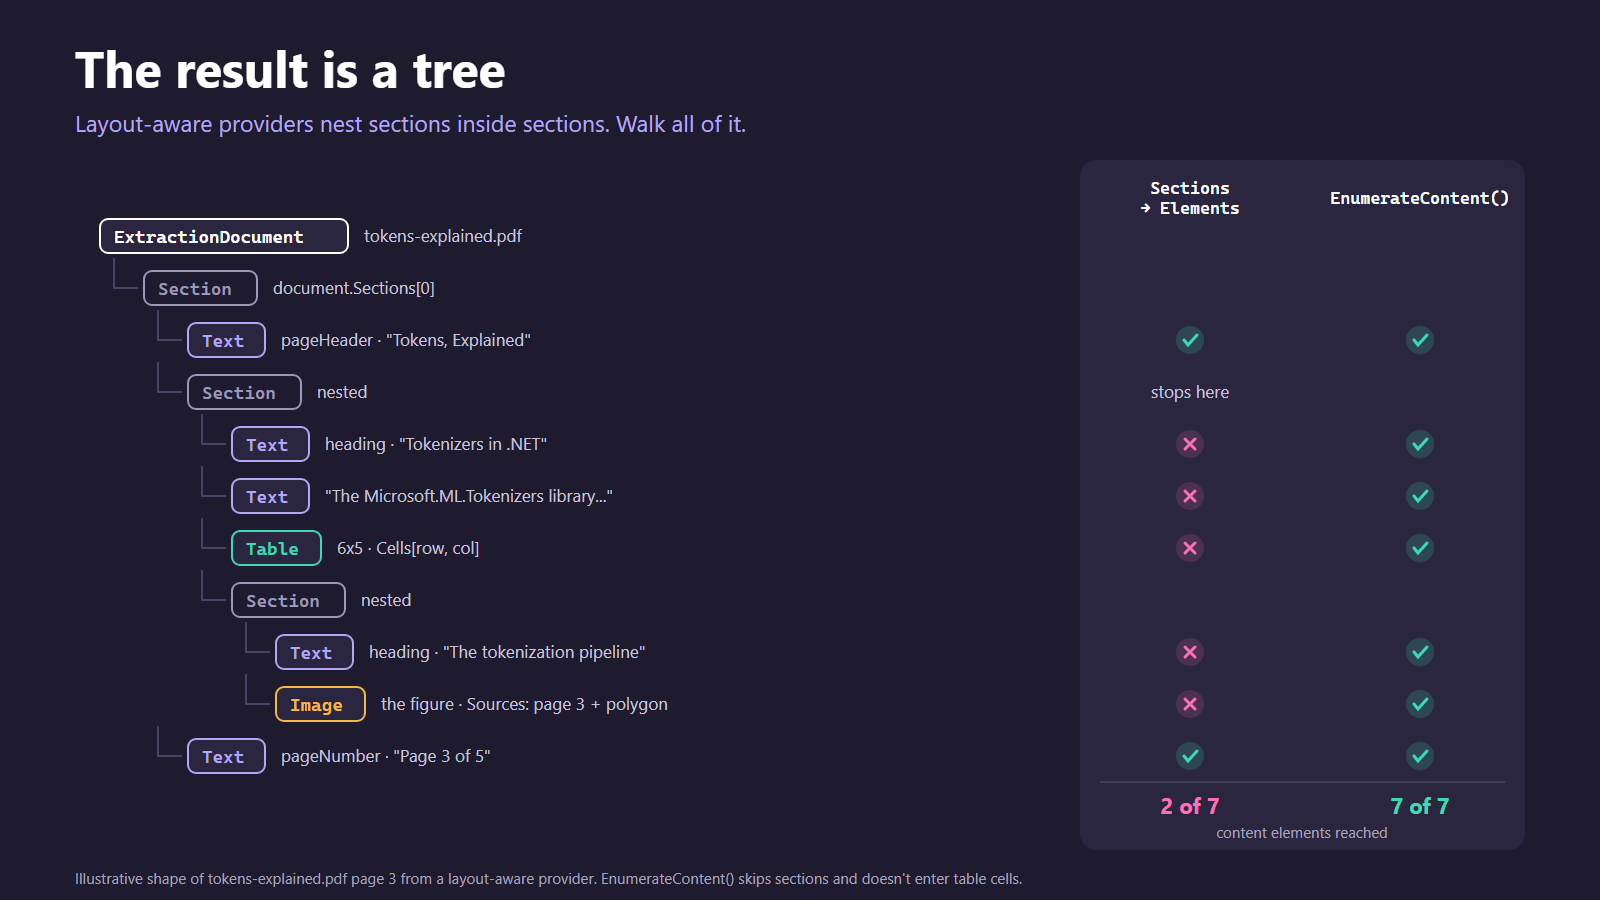 The result is a tree
Layout-aware providers nest sections inside sections. Walk all of it.
Sections
→ Elements
EnumerateContent()
ExtractionDocument tokens-explained.pdf
Section document.Sections[0]
Text pageHeader · "Tokens, Explained"
Section nested
stops here
Text heading · "Tokenizers in .NET"
Text "The Microsoft.ML.Tokenizers library..."
Table 6x5 · Cells[row, col]
Section nested
Text heading · "The tokenization pipeline"
Image the figure · Sources: page 3 + polygon
Text pageNumber · "Page 3 of 5"
2 of 7
7 of 7
content elements reached
Illustrative shape of tokens-explained.pdf page 3 from a layout-aware provider. EnumerateContent() skips sections and doesn't enter table cells.